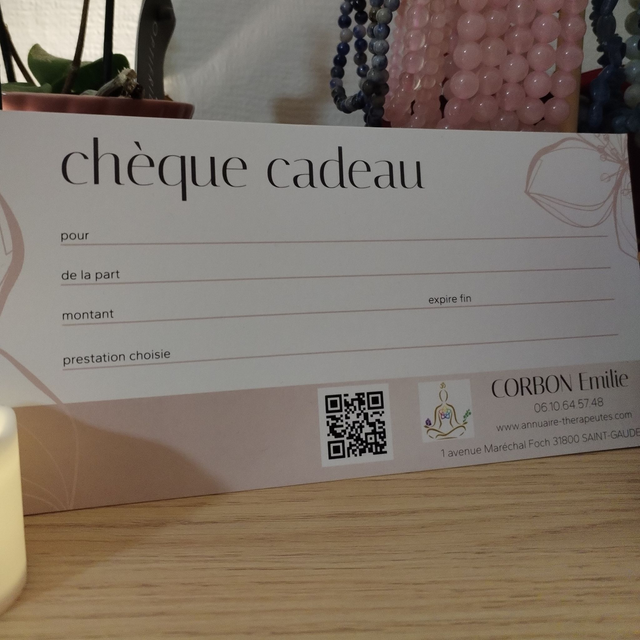 chèque cadeau
pour
de la part
montant
expire fin
prestation choisie
CORBON Emilie
06.10.64.57.48
www.annuaire-therapeutes.com
1 avenue Maréchal Foch 31800 SAINT-GAUDE